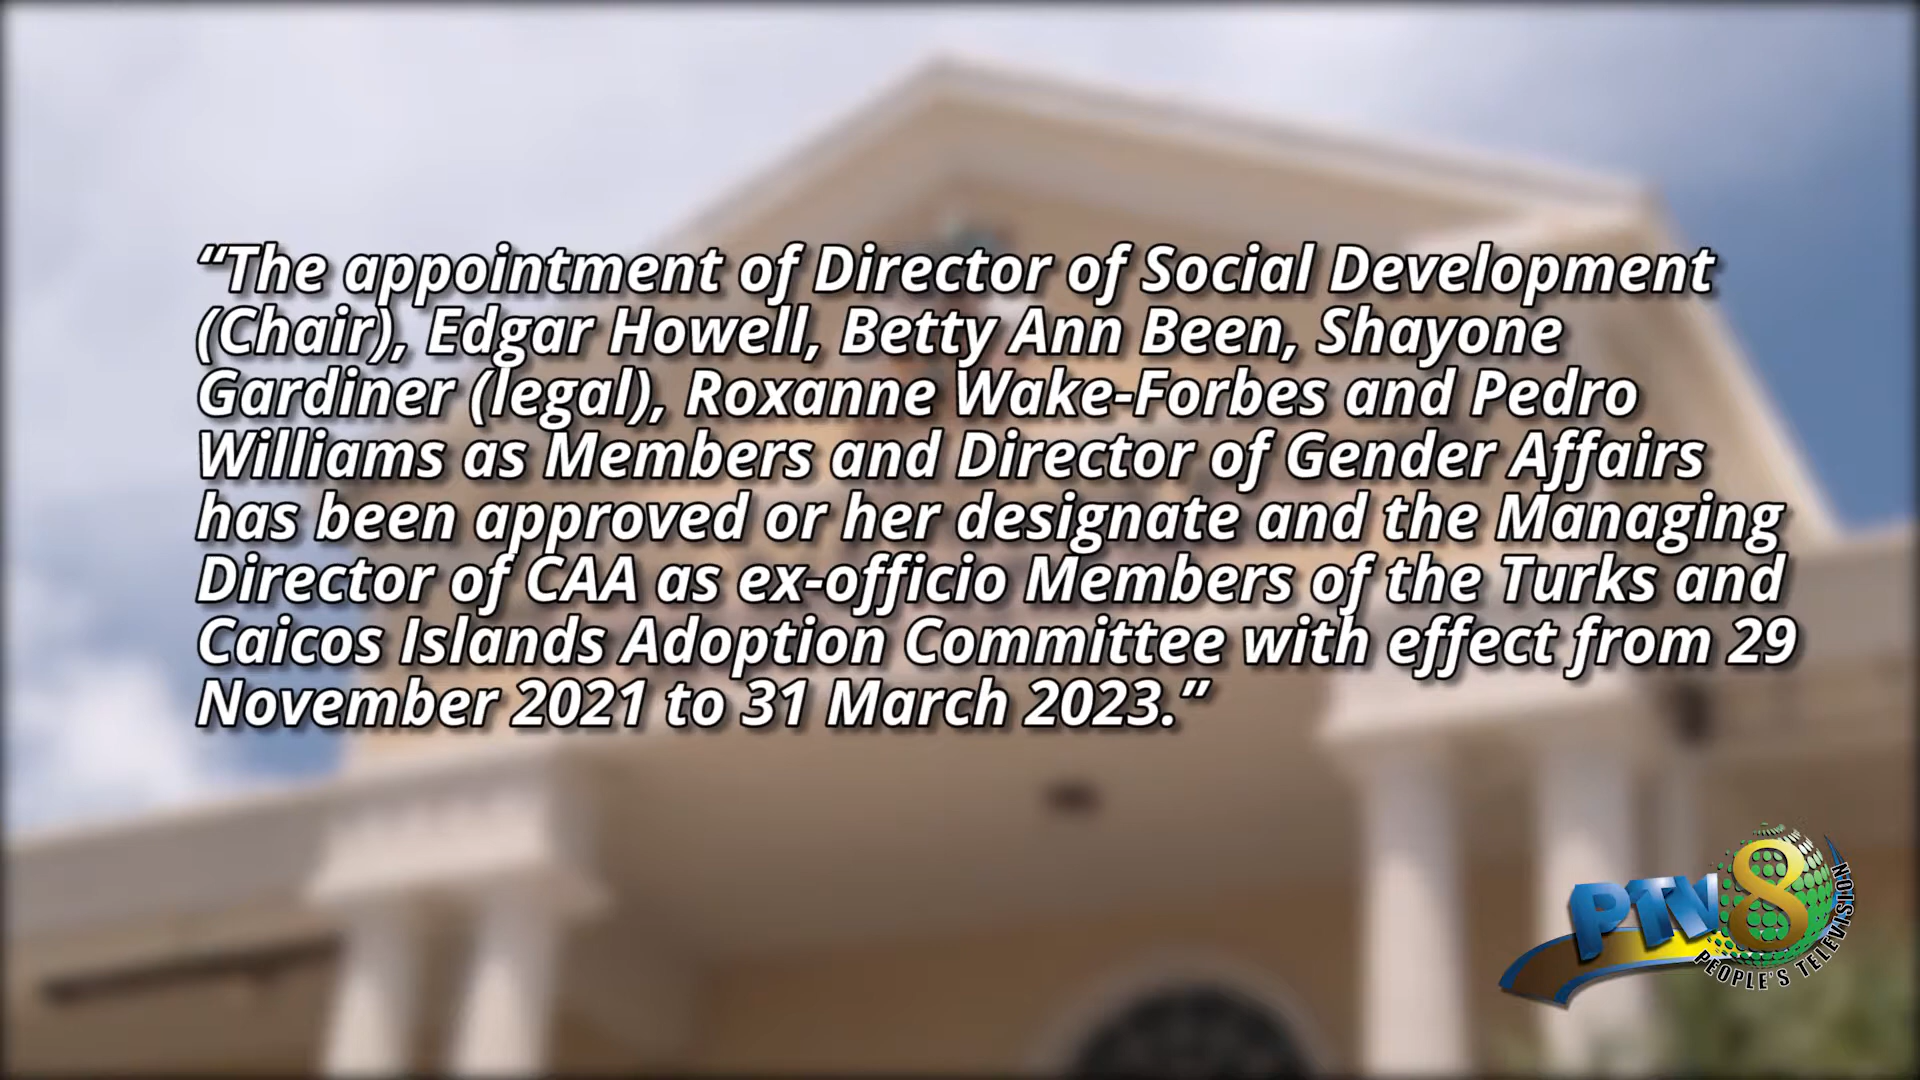 “The appointment of Director of Social Development
(Chair), Edgar Howell, Betty Ann Been, Shayone
Gardiner (legal), Roxanne Wake-Forbes and Pedro
Williams as Members and Director of Gender Affairs
has been approved or her designate and the Managing
Director of CAA as ex-officio Members of the Turks and
Caicos Islands Adoption Committee with effect from 29
November 2021 to 31 March 2023.”
PTV8
PEOPLE'S TELEVISION